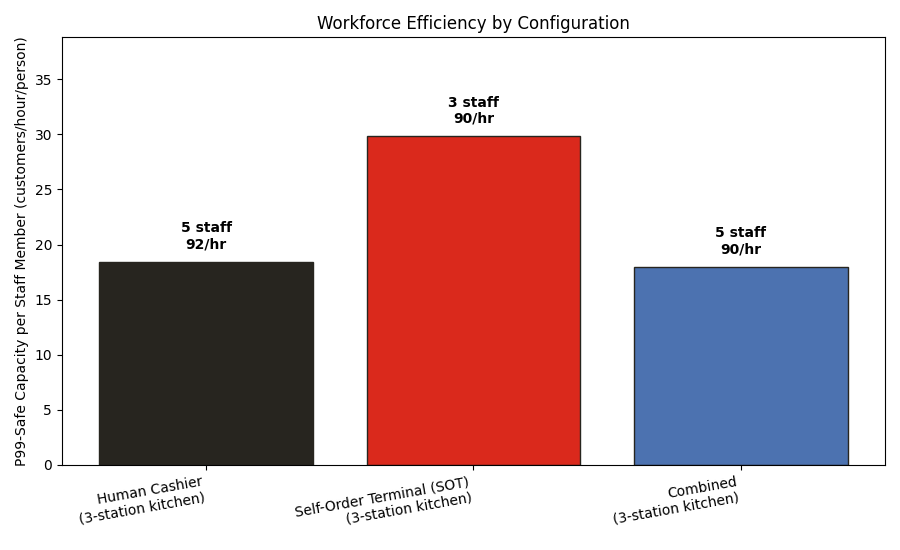 Workforce Efficiency by Configuration
P99-Safe Capacity per Staff Member (customers/hour/person)
35
30
25
20
15
10
5
0
5 staff
92/hr
3 staff
90/hr
5 staff
90/hr
Human Cashier
(3-station kitchen)
Self-Order Terminal (SOT)
(3-station kitchen)
Combined
(3-station kitchen)